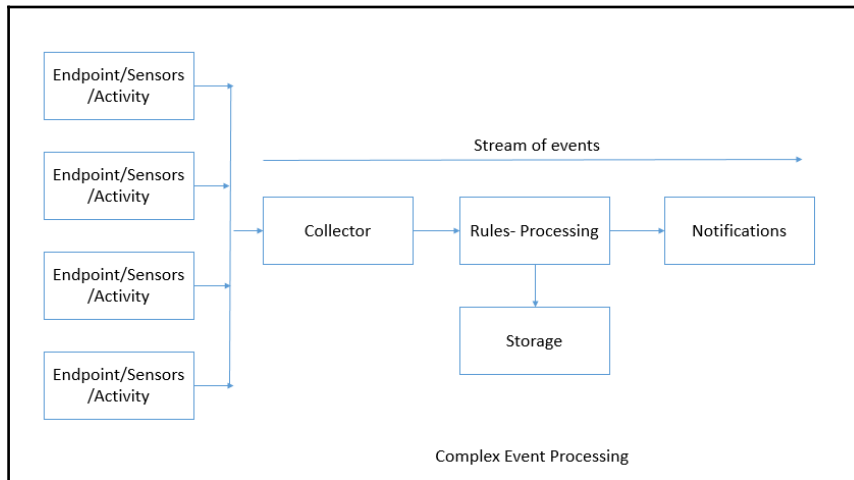 Endpoint/Sensors
/Activity
Endpoint/Sensors
/Activity
Endpoint/Sensors
/Activity
Endpoint/Sensors
/Activity
Stream of events
Collector
Rules- Processing
Notifications
Storage
Complex Event Processing